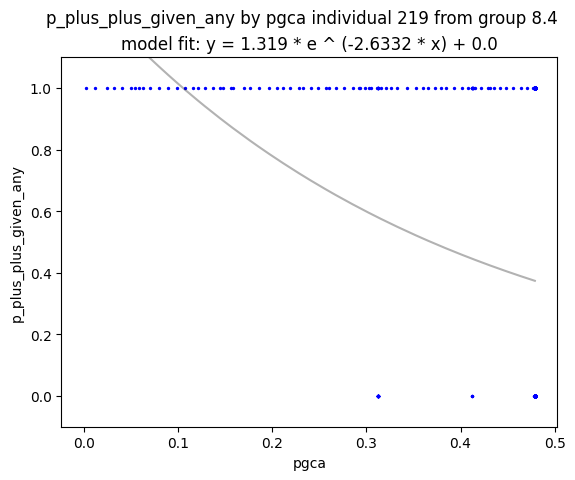 p_plus_plus_given_any by pgca individual 219 from group 8.4
model fit: y = 1.319 * e ^ (-2.6332 * x) + 0.0
p_plus_plus_given_any
1.0
0.8
0.6
0.4
0.2
0.0
0.0 0.1 0.2 0.3 0.4 0.5
pgca